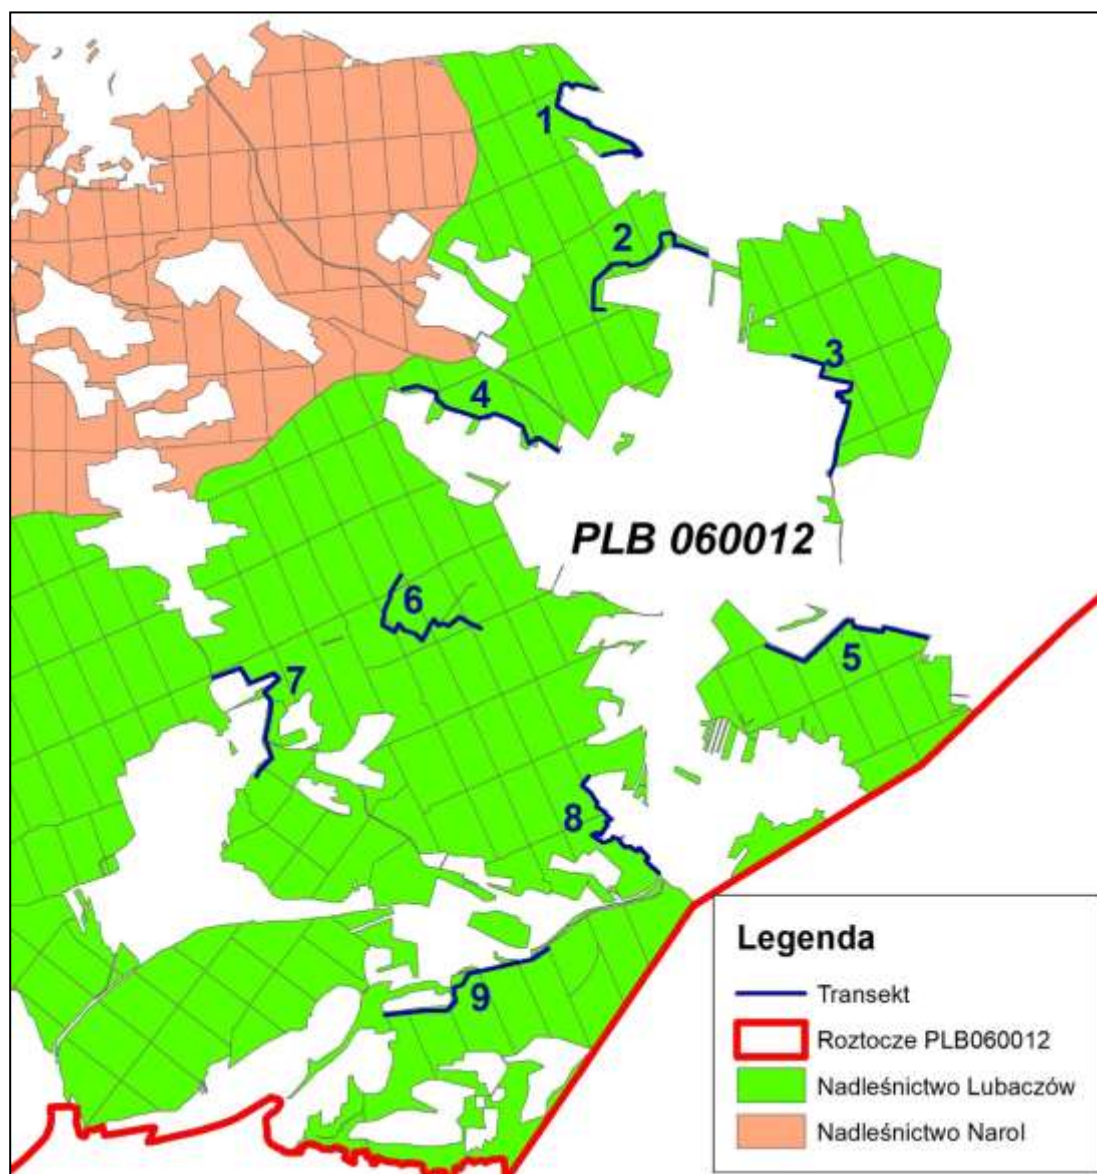 1
2
3
4
PLB 060012
6
5
7
8
9
Legenda
Transekt
Roztocze PLB060012
Nadleśnictwo Lubaczów
Nadleśnictwo Narol